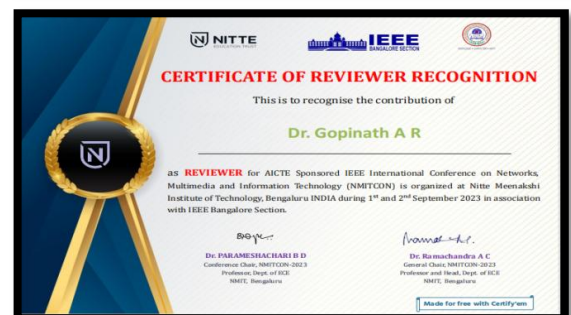 NITTE
EDUCATION TRUST
IEEE
BANGALORE SECTION
CERTIFICATE OF REVIEWER RECOGNITION
This is to recognise the contribution of
Dr. Gopinath A R
as REVIEWER for AICTE Sponsored IEEE International Conference on Networks,
Multimedia and Information Technology (NMITCON) is organized at Nitte Meenakshi
Institute of Technology, Bengaluru INDIA during 1st and 2nd September 2023 in association
with IEEE Bangalore Section.
Dr. PARAMESHACHARI B D
Conference Chair, NMITCON-2023
Professor, Dept. of ECE
NMIT, Bengaluru
Dr. Ramachandra A C
General Chair, NMITCON-2023
Professor and Head, Dept. of ECE
NMIT, Bengaluru
Made for free with Certify'em